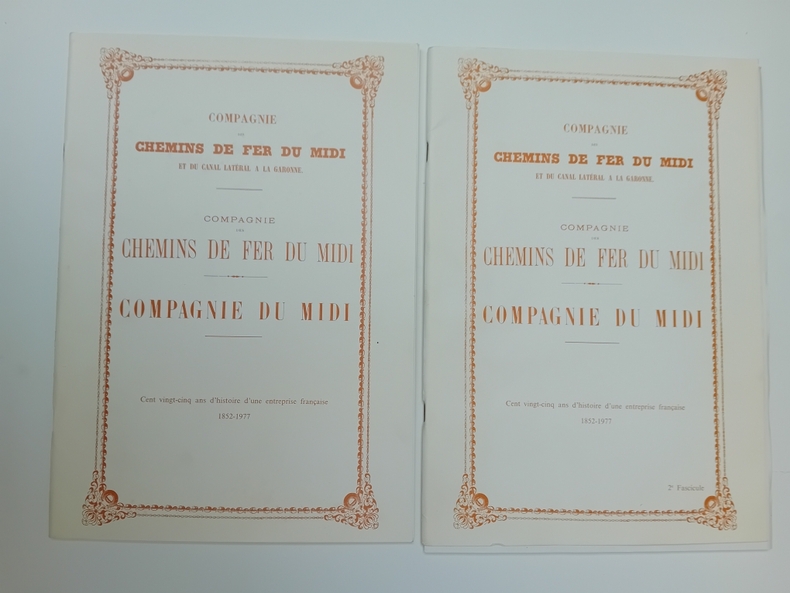 COMPAGNIE
DES
CHEMINS DE FER DU MIDI
ET DU CANAL LATÉRAL A LA GARONNE.
COMPAGNIE
DES
CHEMINS DE FER DU MIDI
COMPAGNIE DU MIDI
Cent vingt-cinq ans d'histoire d'une entreprise française
1852-1977
COMPAGNIE
DES
CHEMINS DE FER DU MIDI
ET DU CANAL LATÉRAL A LA GARONNE.
COMPAGNIE
DES
CHEMINS DE FER DU MIDI
COMPAGNIE DU MIDI
Cent vingt-cinq ans d'histoire d'une entreprise française
1852-1977
2e Fascicule